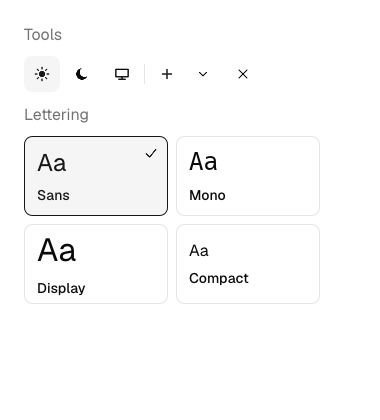 Tools
Lettering
Aa
Sans
Aa
Mono
Aa
Display
Aa
Compact